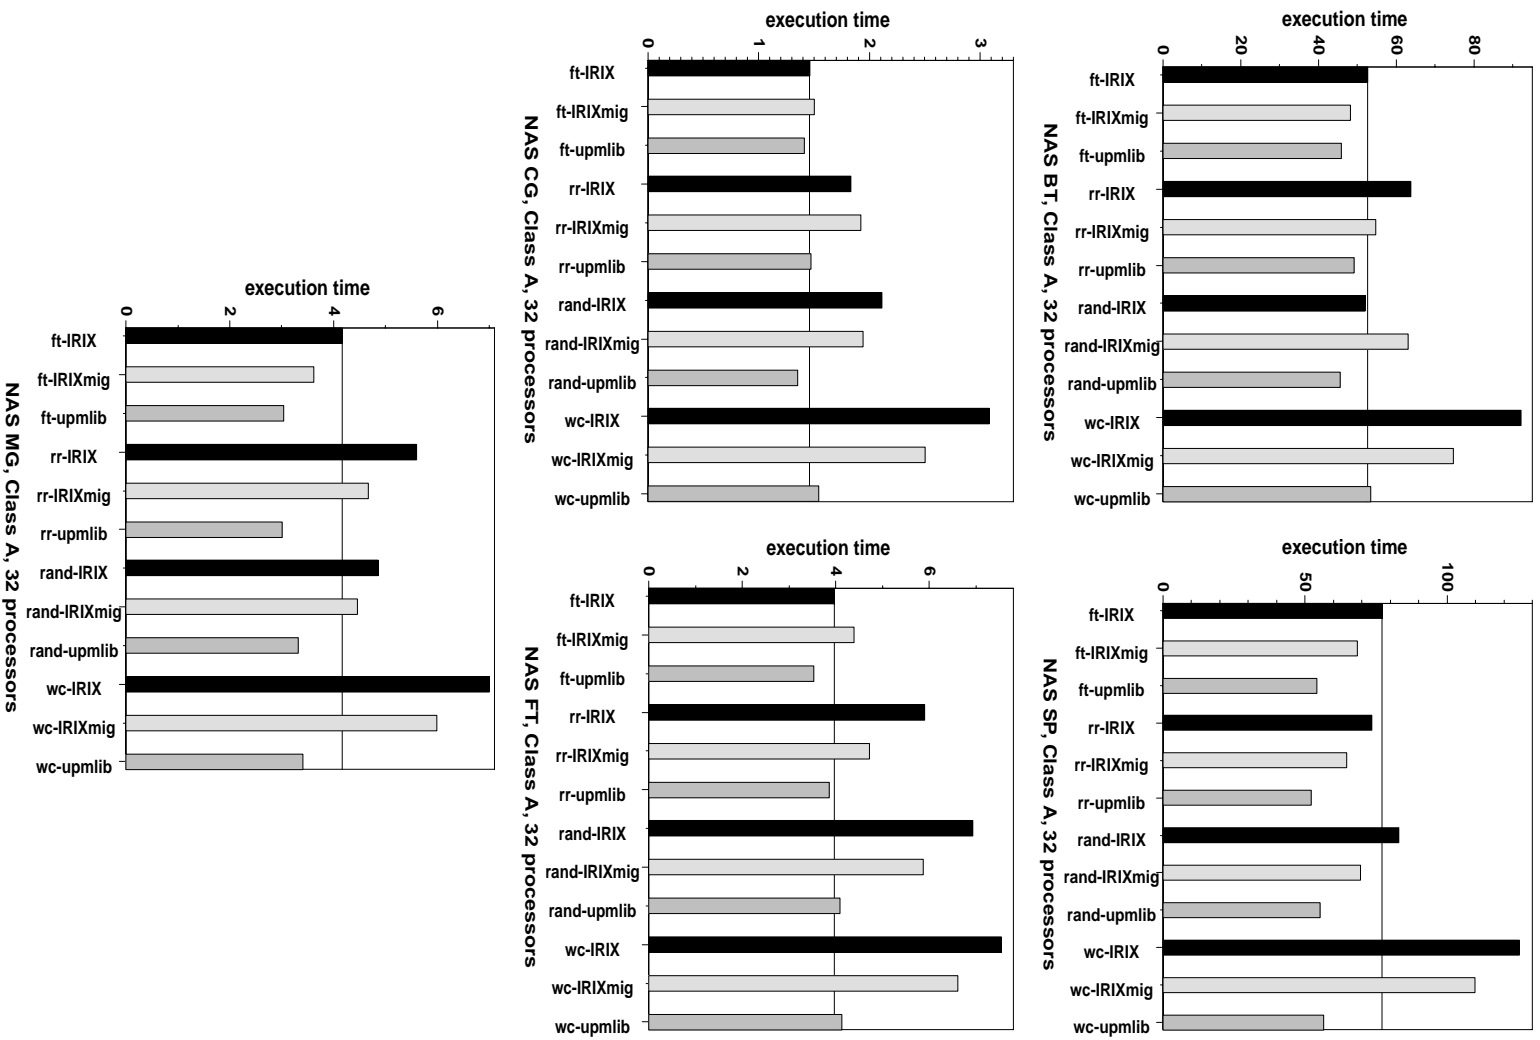 execution time
0
20
40
60
80
ft-IRIX
ft-IRIXmig
ft-upmlib
rr-IRIX
rr-IRIXmig
rr-upmlib
rand-IRIX
rand-IRIXmig
rand-upmlib
wc-IRIX
wc-IRIXmig
wc-upmlib
NAS BT, Class A, 32 processors
execution time
0
50
100
ft-IRIX
ft-IRIXmig
ft-upmlib
rr-IRIX
rr-IRIXmig
rr-upmlib
rand-IRIX
rand-IRIXmig
rand-upmlib
wc-IRIX
wc-IRIXmig
wc-upmlib
NAS SP, Class A, 32 processors
execution time
0
1
2
3
ft-IRIX
ft-IRIXmig
ft-upmlib
rr-IRIX
rr-IRIXmig
rr-upmlib
rand-IRIX
rand-IRIXmig
rand-upmlib
wc-IRIX
wc-IRIXmig
wc-upmlib
NAS CG, Class A, 32 processors
execution time
0
2
4
6
ft-IRIX
ft-IRIXmig
ft-upmlib
rr-IRIX
rr-IRIXmig
rr-upmlib
rand-IRIX
rand-IRIXmig
rand-upmlib
wc-IRIX
wc-IRIXmig
wc-upmlib
NAS FT, Class A, 32 processors
execution time
0
2
4
6
ft-IRIX
ft-IRIXmig
ft-upmlib
rr-IRIX
rr-IRIXmig
rr-upmlib
rand-IRIX
rand-IRIXmig
rand-upmlib
wc-IRIX
wc-IRIXmig
wc-upmlib
NAS MG, Class A, 32 processors